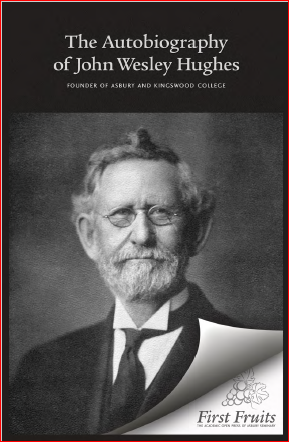 The Autobiography
of John Wesley Hughes
FOUNDER OF ASBURY AND KINGSWOOD COLLEGE
First Fruits
THE ACADEMIC OPEN PRESS OF ASBURY SEMINARY